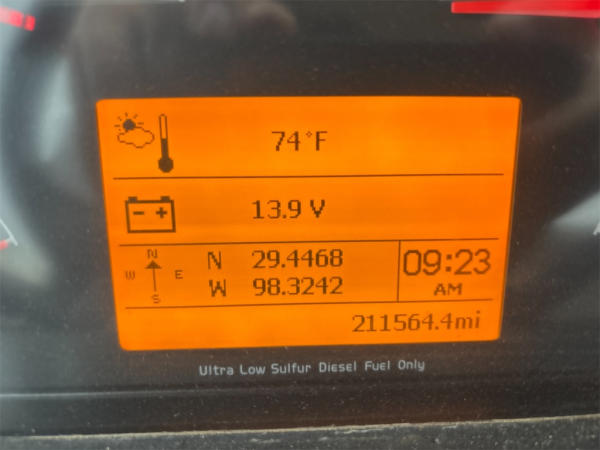 74°F
- +
13.9 V
N
W E
S
N 29.4468
W 98.3242
09:23
AM
211564.4mi
Ultra Low Sulfur Diesel Fuel Only